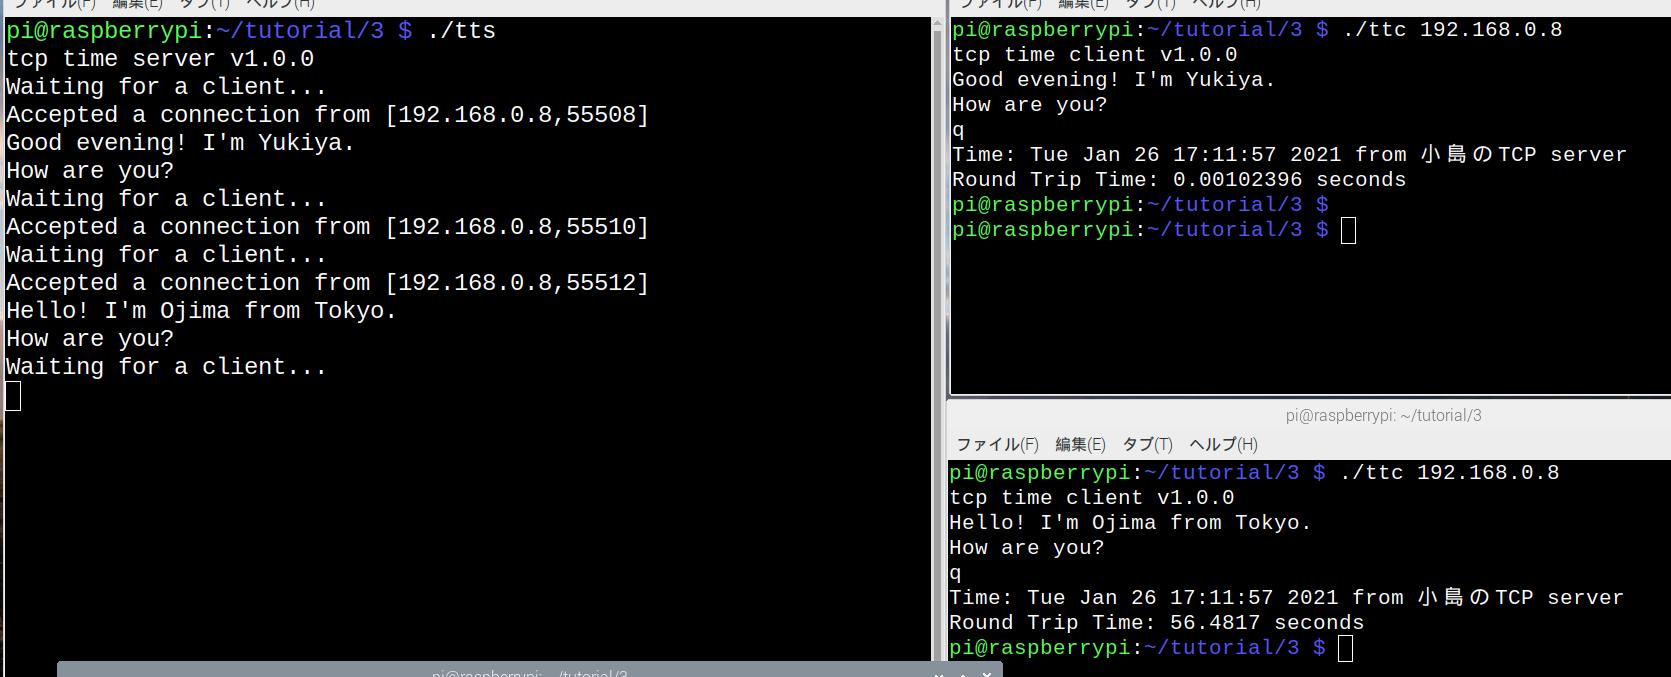 ファイル(F) 編集(E) タブ(T) ヘルプ(H)
pi@raspberrypi:~/tutorial/3 $ ./tts
tcp time server v1.0.0
Waiting for a client...
Accepted a connection from [192.168.0.8,55508]
Good evening! I'm Yukiya.
How are you?
Waiting for a client...
Accepted a connection from [192.168.0.8,55510]
Waiting for a client...
Accepted a connection from [192.168.0.8,55512]
Hello! I'm Ojima from Tokyo.
How are you?
Waiting for a client...
pi@raspberrypi: ~/tutorial/3
ファイル(F) 編集(E) タブ(T) ヘルプ(H)
pi@raspberrypi:~/tutorial/3 $ ./ttc 192.168.0.8
tcp time client v1.0.0
Good evening! I'm Yukiya.
How are you?
q
Time: Tue Jan 26 17:11:57 2021 from 小島のTCP server
Round Trip Time: 0.00102396 seconds
pi@raspberrypi:~/tutorial/3 $
pi@raspberrypi:~/tutorial/3 $
pi@raspberrypi: ~/tutorial/3
ファイル(F) 編集(E) タブ(T) ヘルプ(H)
pi@raspberrypi:~/tutorial/3 $ ./ttc 192.168.0.8
tcp time client v1.0.0
Hello! I'm Ojima from Tokyo.
How are you?
q
Time: Tue Jan 26 17:11:57 2021 from 小島のTCP server
Round Trip Time: 56.4817 seconds
pi@raspberrypi:~/tutorial/3 $